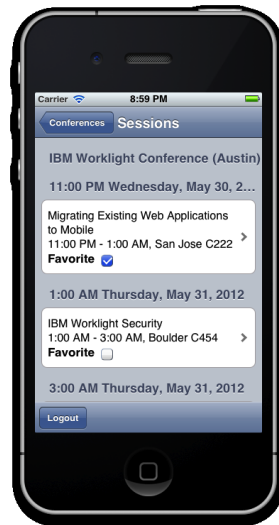 Carrier 8:59 PM
Conferences Sessions
IBM Worklight Conference (Austin)
11:00 PM Wednesday, May 30, 2...
Migrating Existing Web Applications
to Mobile
11:00 PM - 1:00 AM, San Jose C222
Favorite
1:00 AM Thursday, May 31, 2012
IBM Worklight Security
1:00 AM - 3:00 AM, Boulder C454
Favorite
3:00 AM Thursday, May 31, 2012
Logout